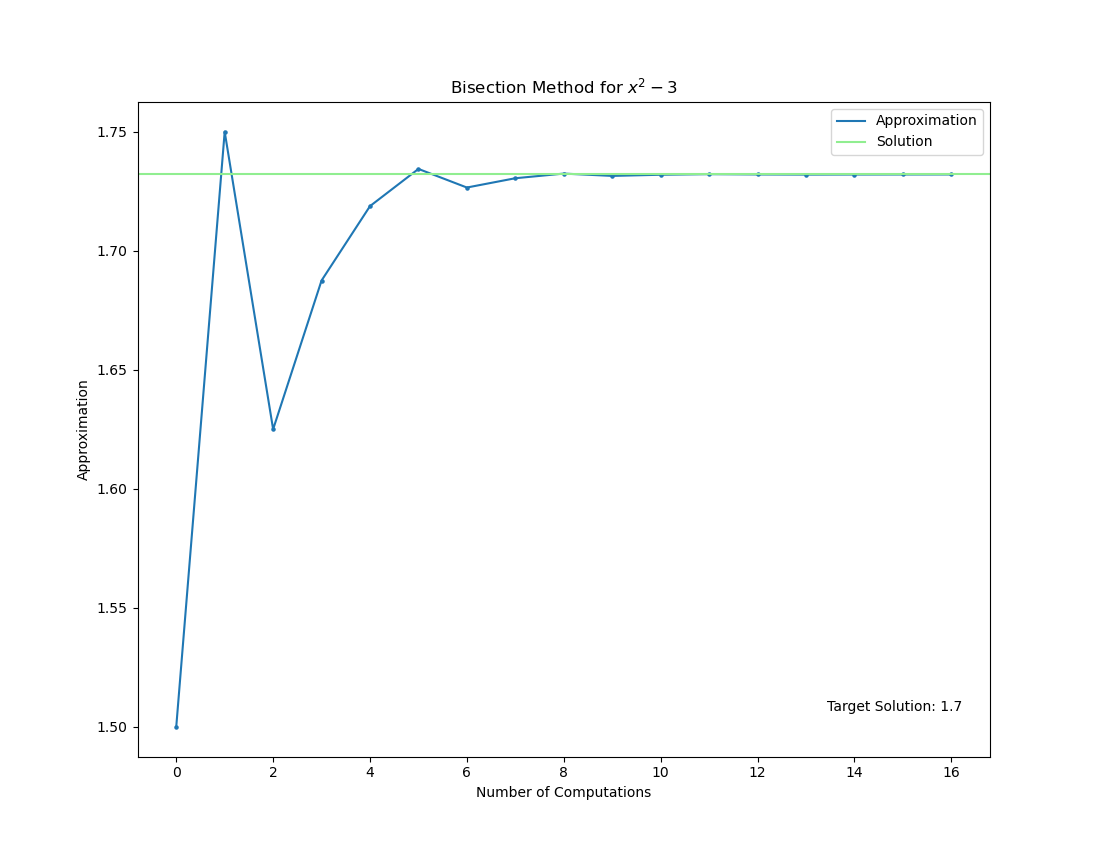 Bisection Method for $x^2 - 3$
Approximation
Solution
1.75
1.70
1.65
1.60
1.55
1.50
Approximation
Target Solution: 1.7
0 2 4 6 8 10 12 14 16
Number of Computations